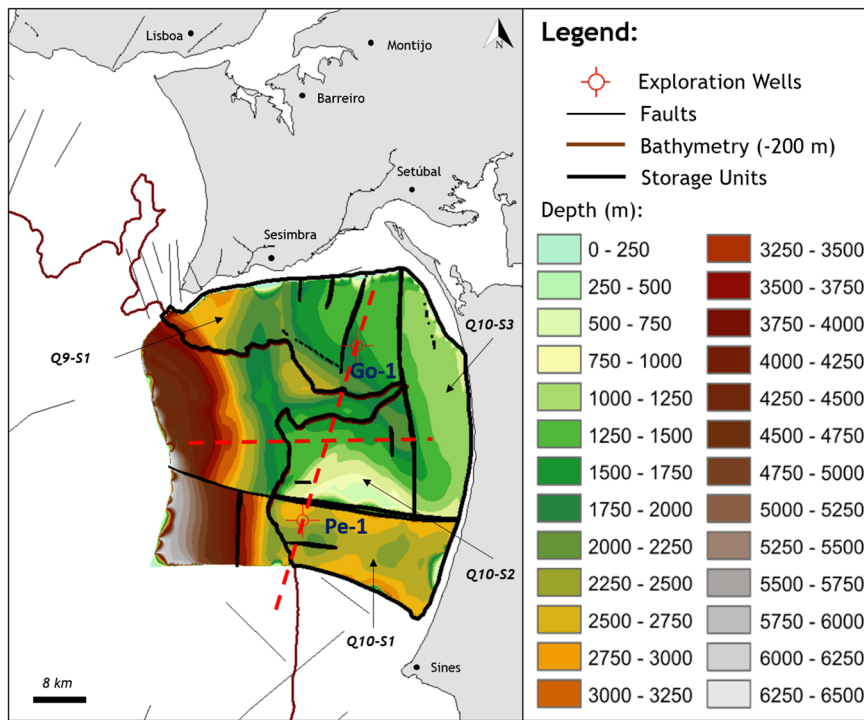 Lisboa
Montijo
N
Barreiro
Setúbal
Sesimbra
Q10-S3
Q9-S1
Go-1
Pe-1
Q10-S2
Q10-S1
Sines
8 km
Legend:
Exploration Wells
Faults
Bathymetry (-200 m)
Storage Units
Depth (m):
0 - 250
250 - 500
500 - 750
750 - 1000
1000 - 1250
1250 - 1500
1500 - 1750
1750 - 2000
2000 - 2250
2250 - 2500
2500 - 2750
2750 - 3000
3000 - 3250
3250 - 3500
3500 - 3750
3750 - 4000
4000 - 4250
4250 - 4500
4500 - 4750
4750 - 5000
5000 - 5250
5250 - 5500
5500 - 5750
5750 - 6000
6000 - 6250
6250 - 6500